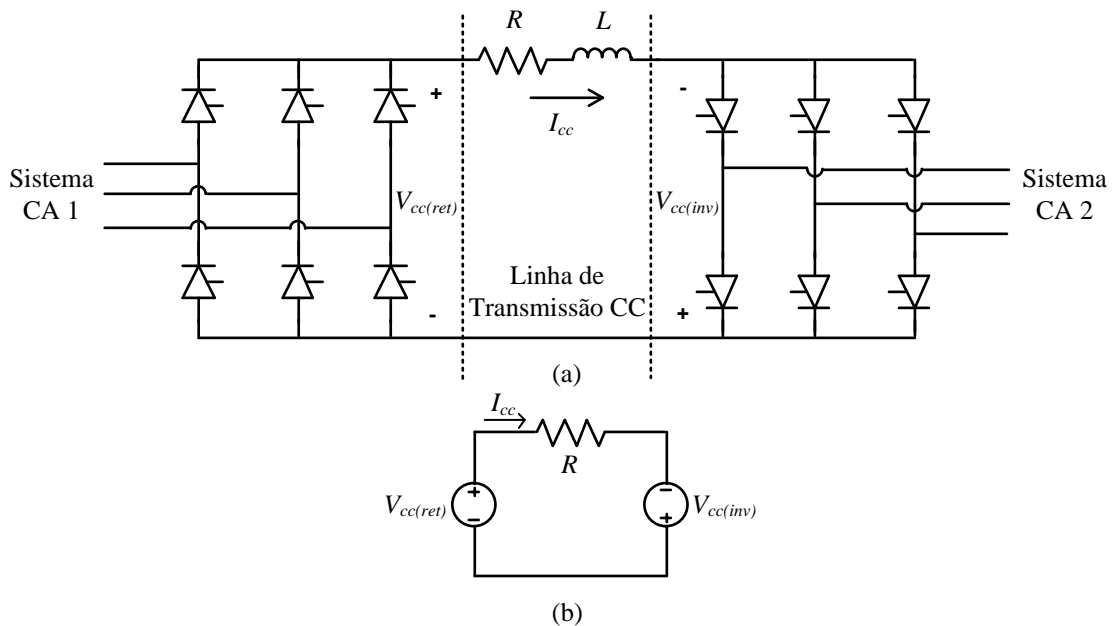 R L
+ -
I_cc
Sistema
CA 1
V_cc(ret) V_cc(inv)
Sistema
CA 2
Linha de
Transmissão CC
- +
(a)
I_cc
R
+ −
V_cc(ret) V_cc(inv)
− +
(b)